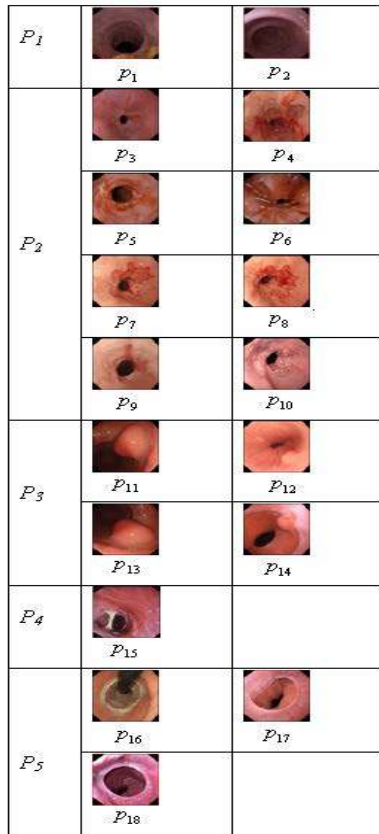 P₁
p₁ p₂
P₂
p₃ p₄
p₅ p₆
p₇ p₈
p₉ p₁₀
P₃
p₁₁ p₁₂
p₁₃ p₁₄
P₄
p₁₅
P₅
p₁₆ p₁₇
p₁₈